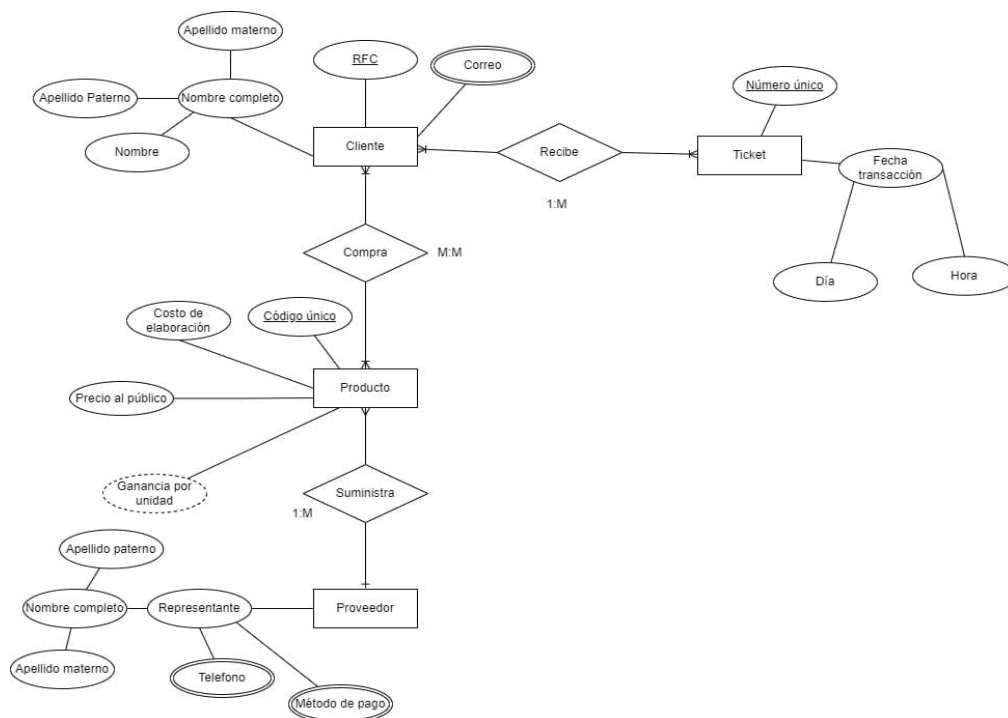 Apellido materno
RFC
Correo
Apellido Paterno
Nombre completo
Número único
Nombre
Cliente
Recibe
Ticket
Fecha
transacción
1:M
Compra
M:M
Día
Hora
Costo de
elaboración
Código único
Producto
Precio al público
Ganancia por
unidad
Suministra
1:M
Apellido paterno
Nombre completo
Representante
Proveedor
Apellido materno
Telefono
Método de pago